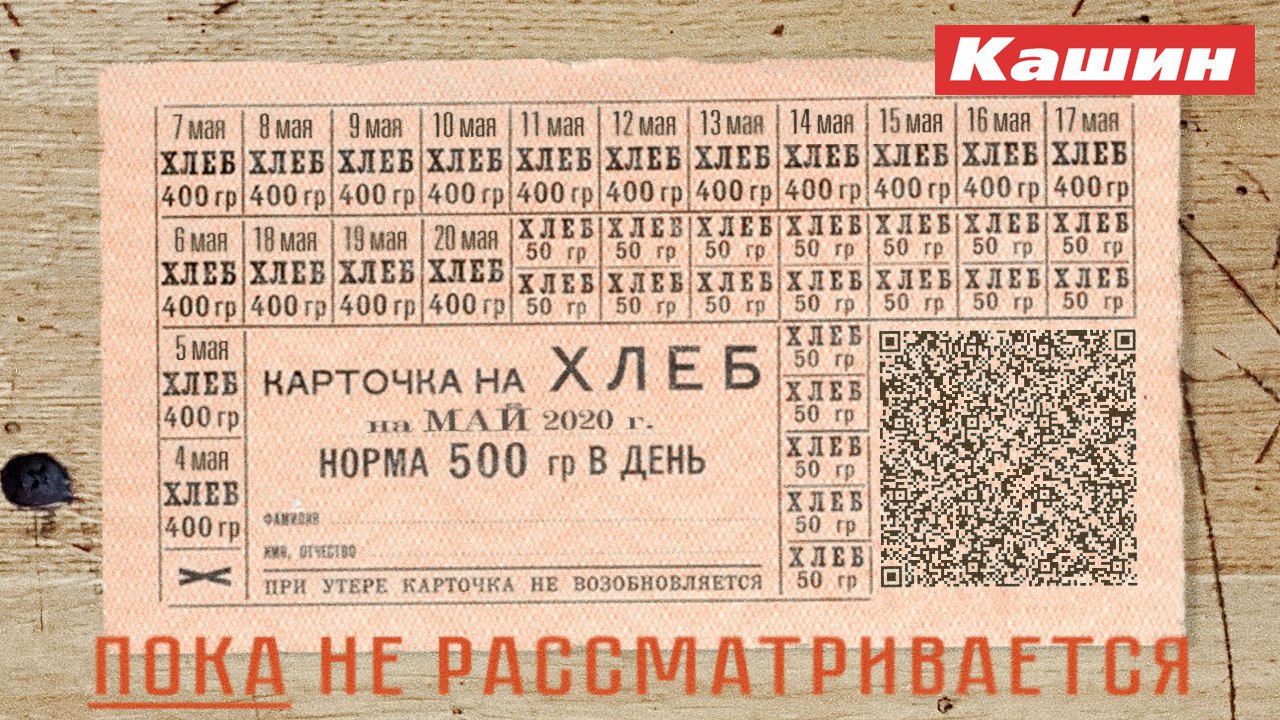 Кашин
7 мая 8 мая 9 мая 10 мая 11 мая 12 мая 13 мая 14 мая 15 мая 16 мая 17 мая
ХЛЕБ ХЛЕБ ХЛЕБ ХЛЕБ ХЛЕБ ХЛЕБ ХЛЕБ ХЛЕБ ХЛЕБ ХЛЕБ ХЛЕБ
400 гр 400 гр 400 гр 400 гр 400 гр 400 гр 400 гр 400 гр 400 гр 400 гр 400 гр
6 мая 18 мая 19 мая 20 мая
ХЛЕБ ХЛЕБ ХЛЕБ ХЛЕБ
400 гр 400 гр 400 гр 400 гр
ХЛЕБ ХЛЕБ ХЛЕБ ХЛЕБ ХЛЕБ ХЛЕБ ХЛЕБ
50 гр 50 гр 50 гр 50 гр 50 гр 50 гр 50 гр
ХЛЕБ ХЛЕБ ХЛЕБ ХЛЕБ ХЛЕБ ХЛЕБ ХЛЕБ
50 гр 50 гр 50 гр 50 гр 50 гр 50 гр 50 гр
5 мая
ХЛЕБ
400 гр
4 мая
ХЛЕБ
400 гр
КАРТОЧКА НА ХЛЕБ
на МАЙ 2020 г.
НОРМА 500 гр В ДЕНЬ
ФАМИЛИЯ
ИМЯ, ОТЧЕСТВО
ПРИ УТЕРЕ КАРТОЧКА НЕ ВОЗОБНОВЛЯЕТСЯ
ХЛЕБ
50 гр
ХЛЕБ
50 гр
ХЛЕБ
50 гр
ХЛЕБ
50 гр
ХЛЕБ
50 гр
ПОКА НЕ РАССМАТРИВАЕТСЯ